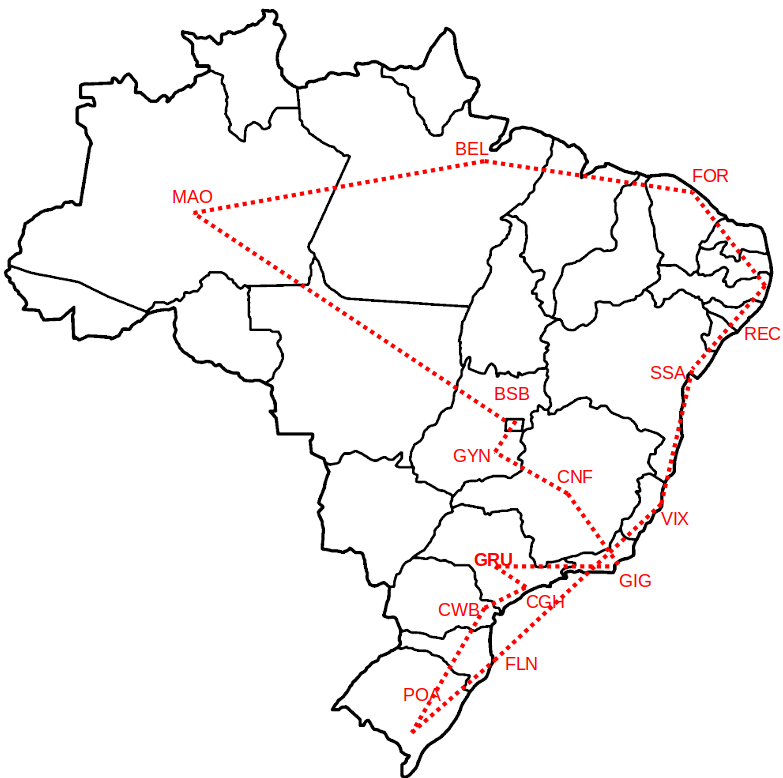 BEL
FOR
MAO
REC
SSA
BSB
GYN
CNF
VIX
GRU
GIG
CGH
CWB
FLN
POA